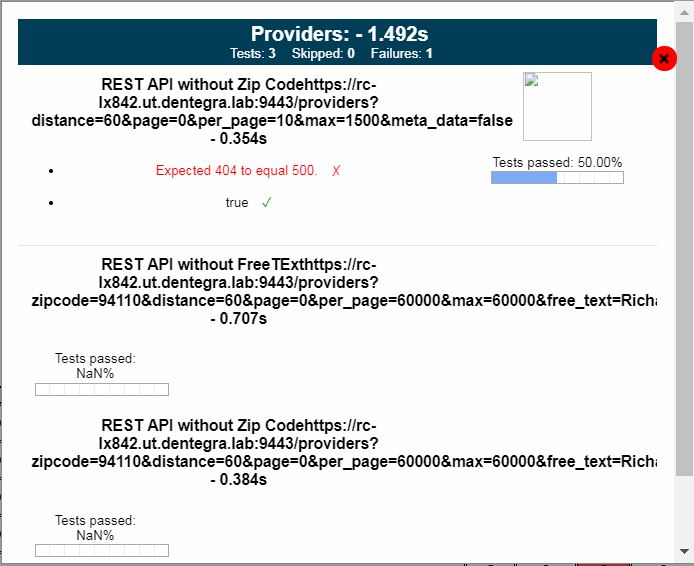 Providers: - 1.492s
Tests: 3 Skipped: 0 Failures: 1
REST API without Zip Codehttps://rc-
lx842.ut.dentegra.lab:9443/providers?
distance=60&page=0&per_page=10&max=1500&meta_data=false
- 0.354s
Expected 404 to equal 500. ✗
true ✓
Tests passed: 50.00%
REST API without FreeTExthttps://rc-
lx842.ut.dentegra.lab:9443/providers?
zipcode=94110&distance=60&page=0&per_page=60000&max=60000&free_text=Richa
- 0.707s
Tests passed:
NaN%
REST API without Zip Codehttps://rc-
lx842.ut.dentegra.lab:9443/providers?
zipcode=94110&distance=60&page=0&per_page=60000&max=60000&free_text=Richa
- 0.384s
Tests passed:
NaN%